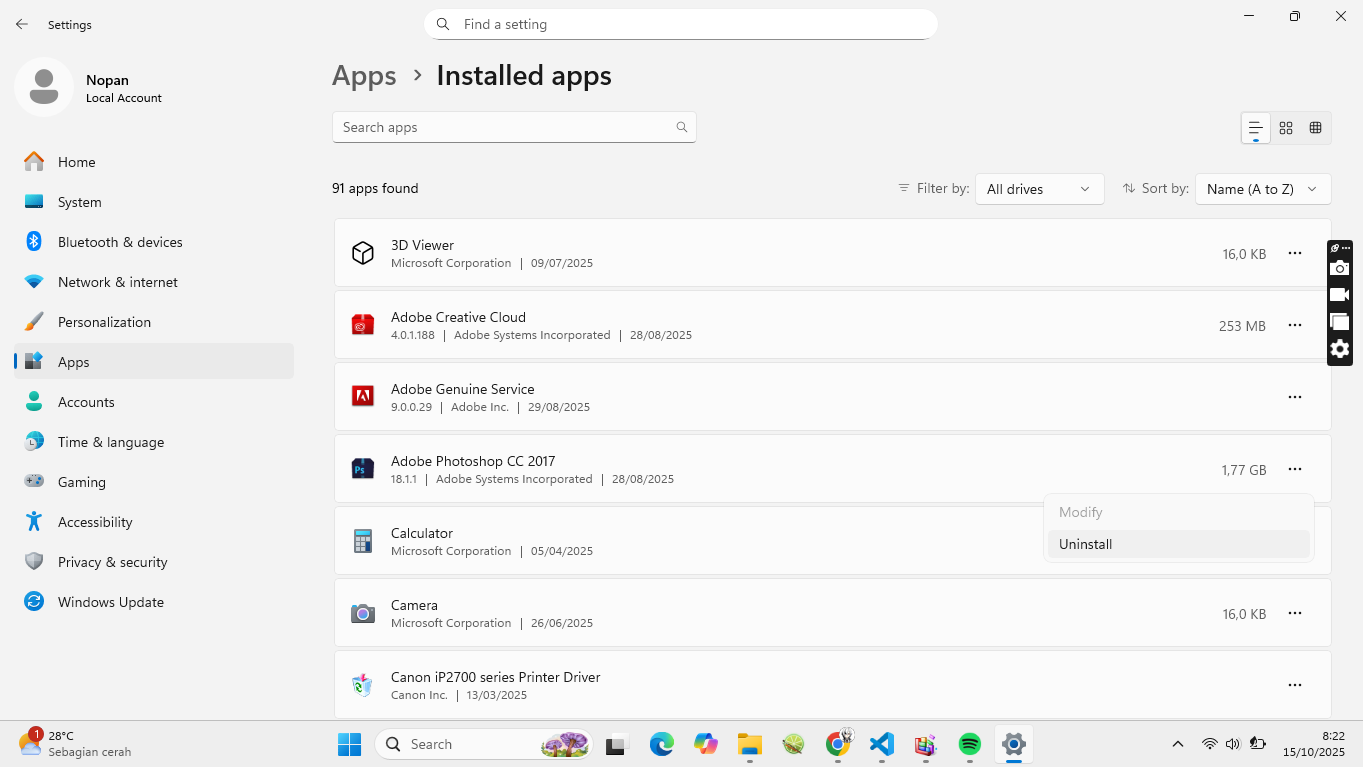 Settings
Find a setting
Nopan
Local Account
Home
System
Bluetooth & devices
Network & internet
Personalization
Apps
Accounts
Time & language
Gaming
Accessibility
Privacy & security
Windows Update
Apps > Installed apps
Search apps
91 apps found
Filter by: All drives
Sort by: Name (A to Z)
3D Viewer
Microsoft Corporation | 09/07/2025
16,0 KB
Adobe Creative Cloud
4.0.1.188 | Adobe Systems Incorporated | 28/08/2025
253 MB
Adobe Genuine Service
9.0.0.29 | Adobe Inc. | 29/08/2025
Adobe Photoshop CC 2017
18.1.1 | Adobe Systems Incorporated | 28/08/2025
1,77 GB
Modify
Uninstall
Calculator
Microsoft Corporation | 05/04/2025
Camera
Microsoft Corporation | 26/06/2025
16,0 KB
Canon iP2700 series Printer Driver
Canon Inc. | 13/03/2025
1
28°C
Sebagian cerah
Search
8:22
15/10/2025